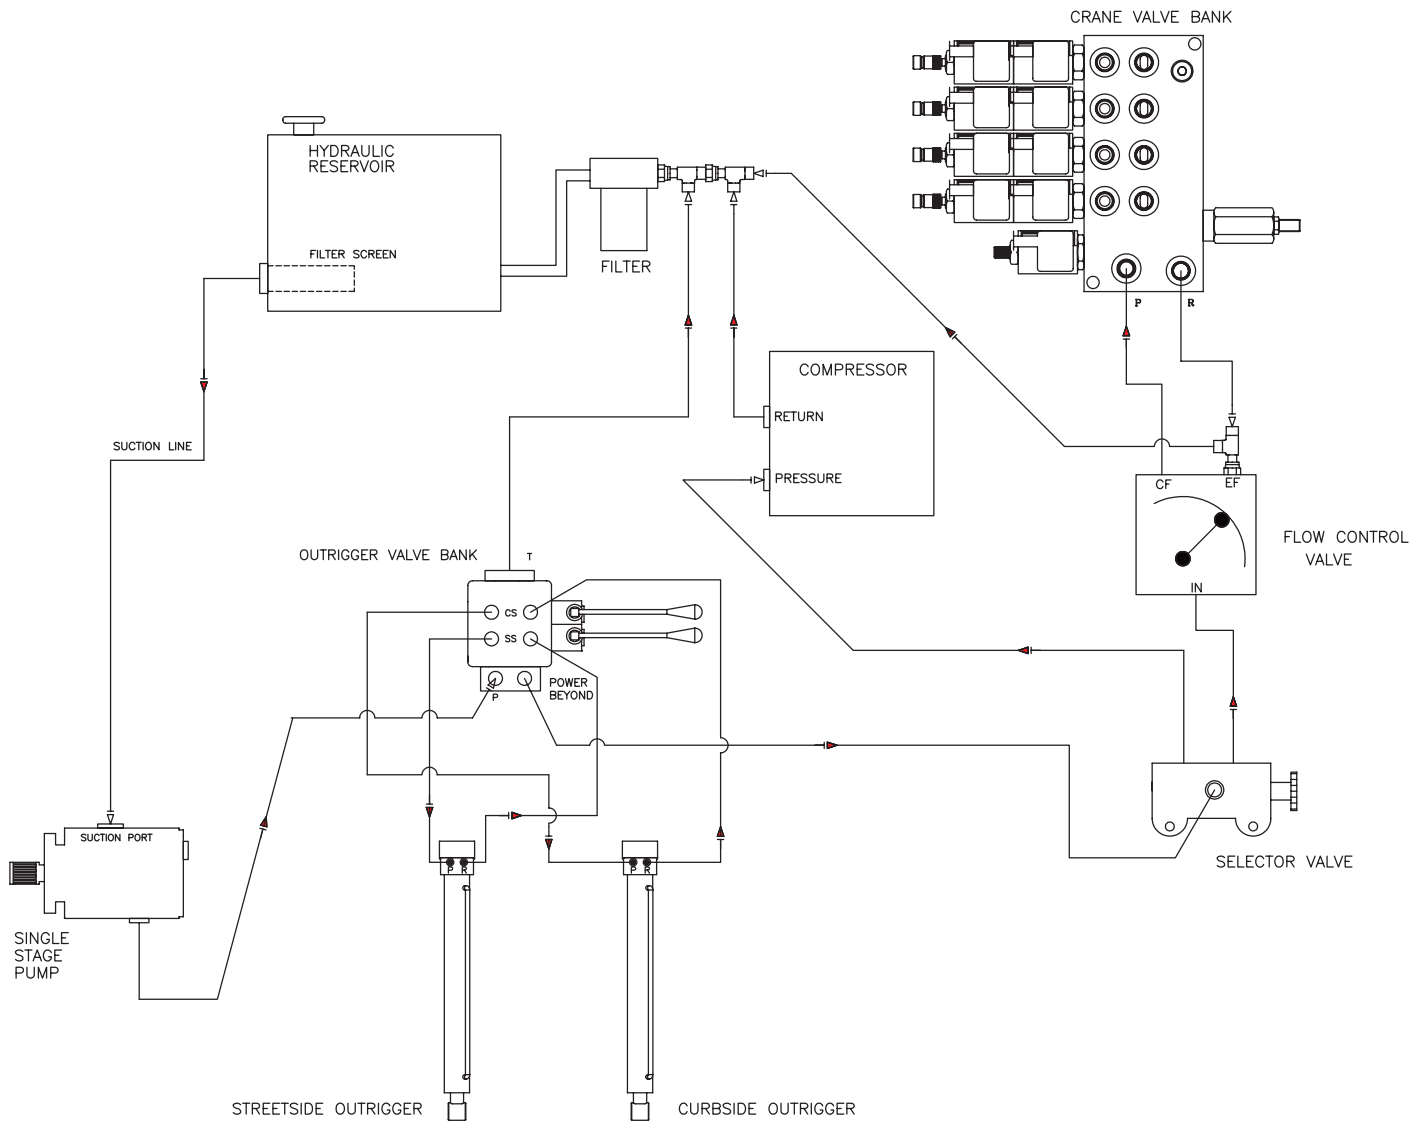 CRANE VALVE BANK
HYDRAULIC
RESERVOIR
FILTER SCREEN
FILTER
P
R
COMPRESSOR
RETURN
PRESSURE
SUCTION LINE
CF
EF
FLOW CONTROL
VALVE
IN
OUTRIGGER VALVE BANK
T
CS
SS
POWER
BEYOND
P
SUCTION PORT
SINGLE
STAGE
PUMP
P R
P R
SELECTOR VALVE
STREETSIDE OUTRIGGER
CURBSIDE OUTRIGGER